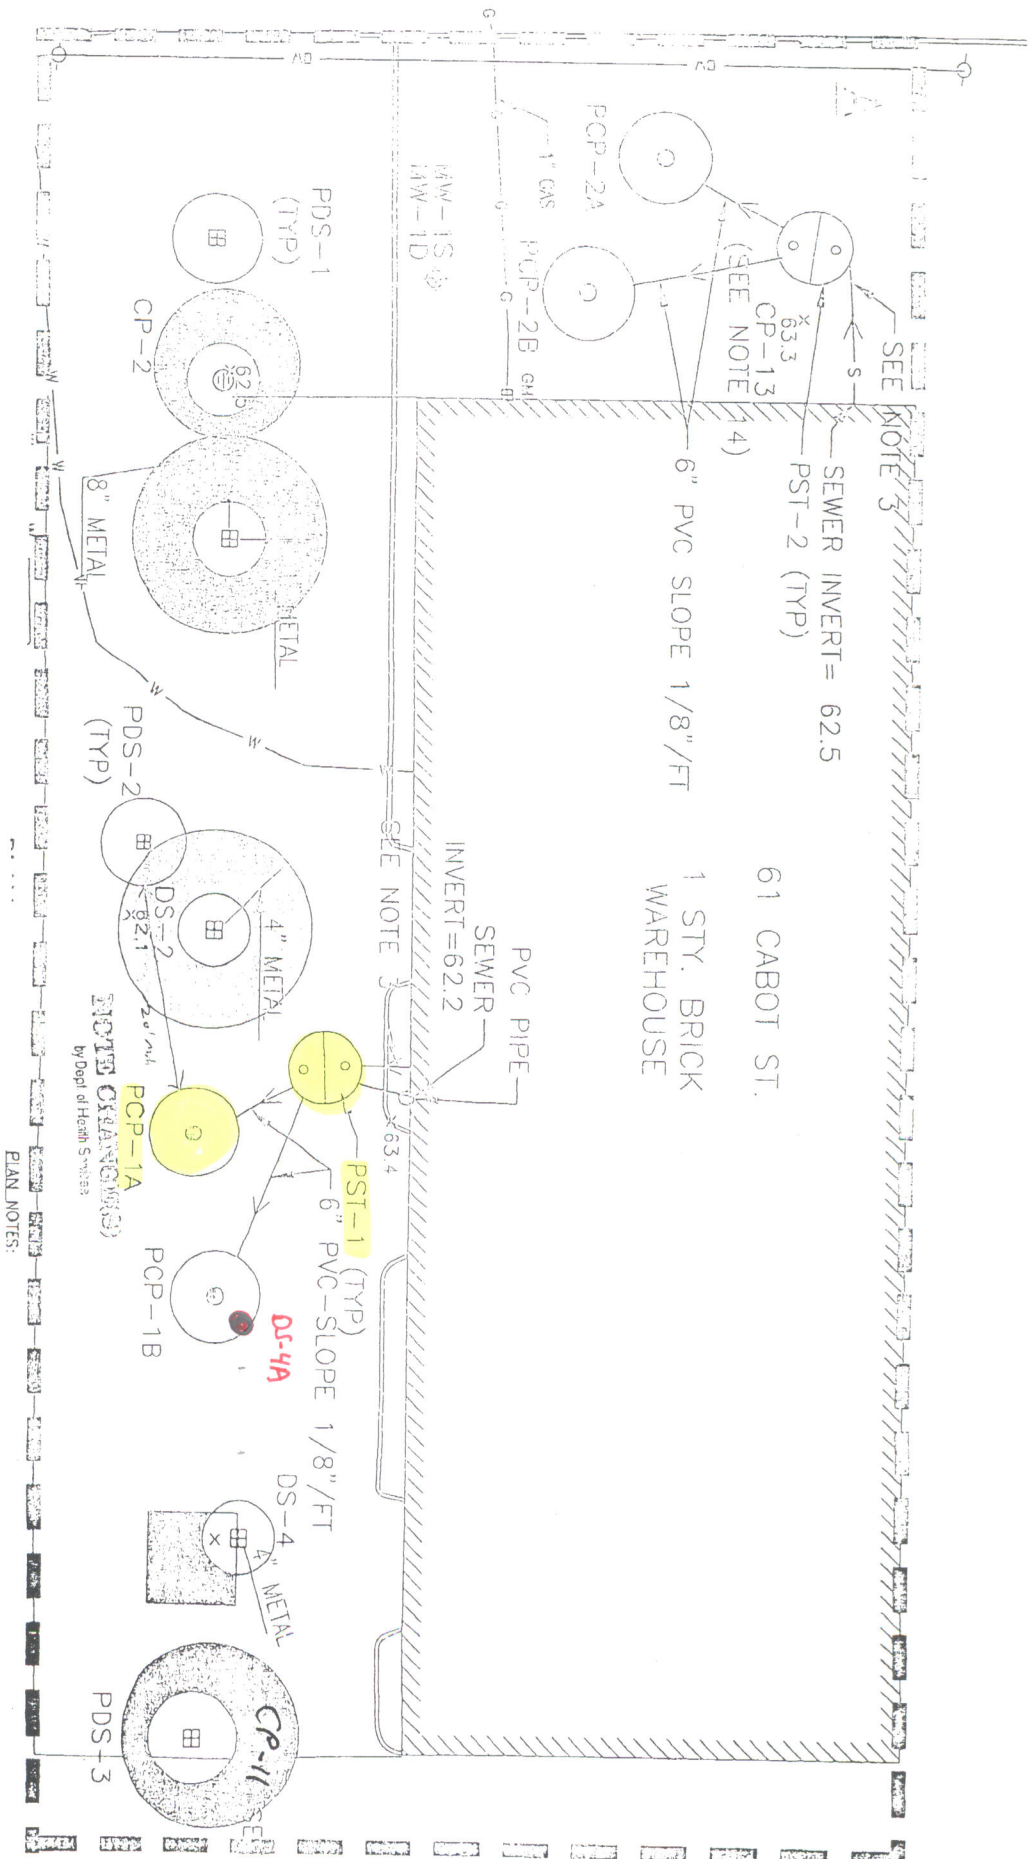 SEE NOTE 3
SEWER INVERT= 62.5
PST-2 (TYP)
S
63.3
CP-13
(SEE NOTE 14)
6" PVC SLOPE 1/8"/FT
PCP-2A
PCP-2B
1" GAS
G
G
G
GM
OV
OV
61 CABOT ST.
1 STY. BRICK
WAREHOUSE
MW-1S
MW-1D
PDS-1
(TYP)
CP-2
62.5
8" METAL
METAL
W
W
W
W
W
PVC PIPE
SEWER
INVERT=62.2
SEE NOTE 3
63.4
PDS-2
(TYP)
DS-2
62.1
4" METAL
PST-1 (TYP)
6" PVC-SLOPE 1/8"/FT
PCP-1A
NOTE CHANGE(S)
by Dept of Health Services
PCP-1B
DS-4A
DS-4
4" METAL
x
CP-11
PDS-3
PLAN NOTES: